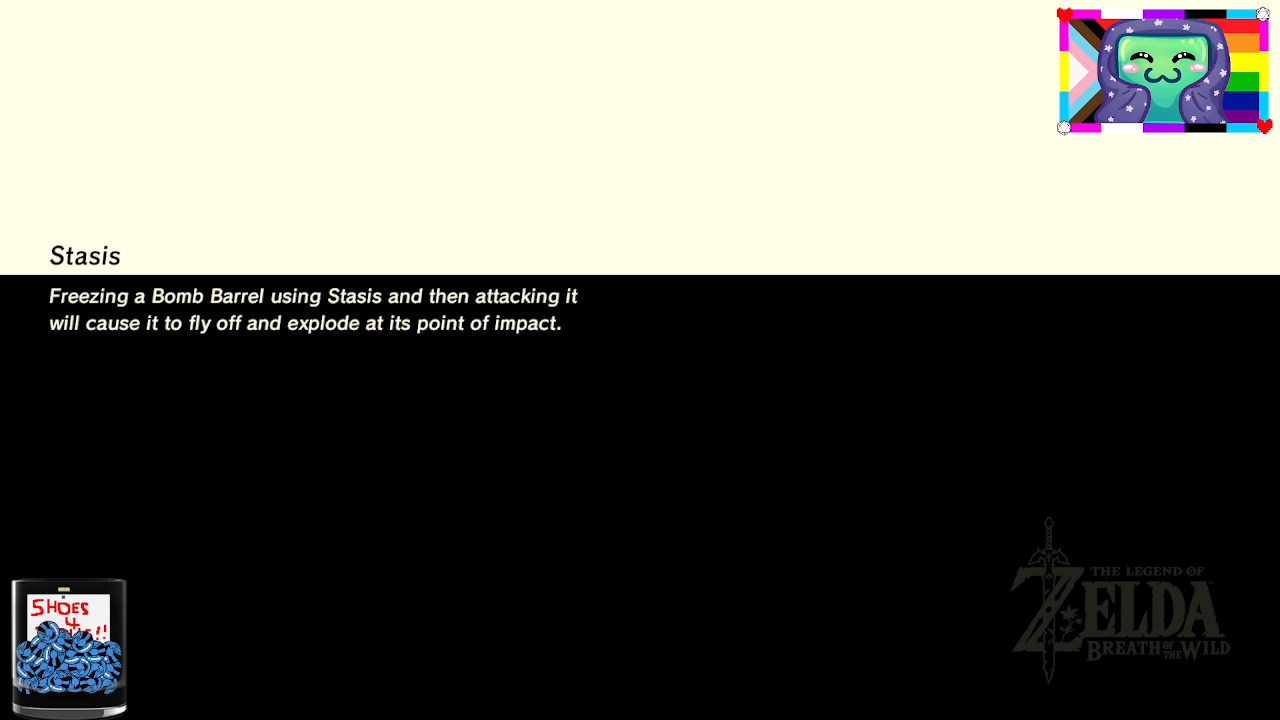 Stasis
Freezing a Bomb Barrel using Stasis and then attacking it
will cause it to fly off and explode at its point of impact.
THE LEGEND OF
ZELDA
BREATH OF THE WILD
SHOES
4